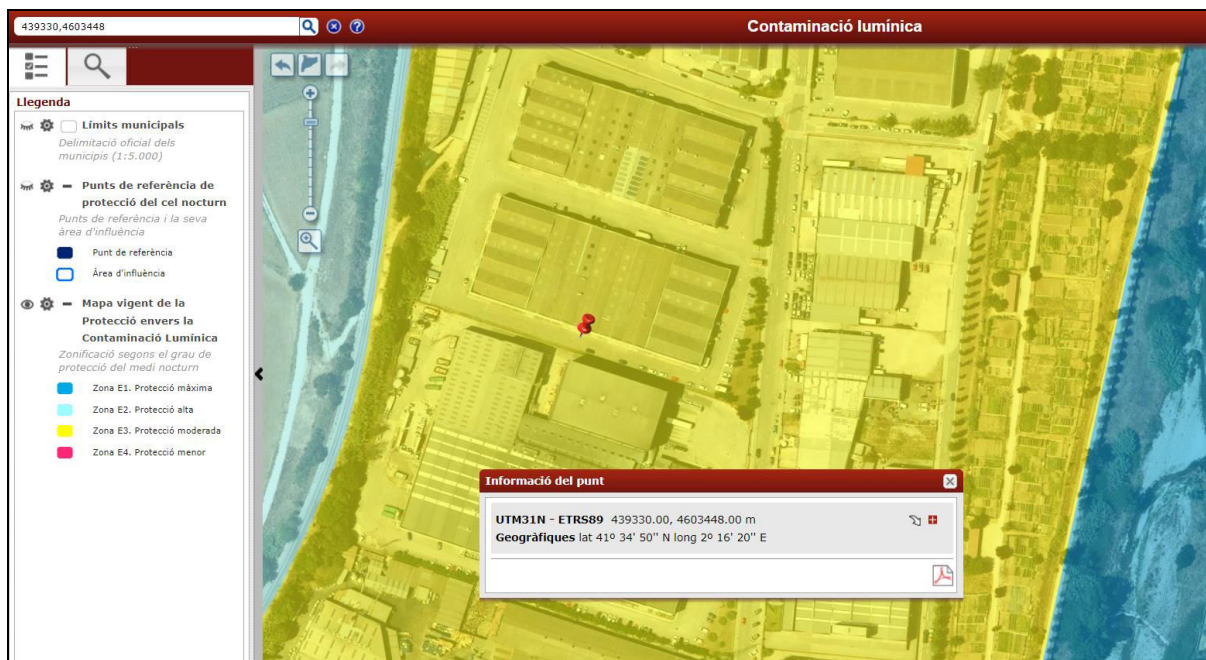 439330,4603448
Contaminació lumínica
Llegenda
Límits municipals
Delimitació oficial dels
municipis (1:5.000)
Punts de referència de
protecció del cel nocturn
Punts de referència i la seva
àrea d'influència
Punt de referència
Área d'influència
Mapa vigent de la
Protecció envers la
Contaminació Lumínica
Zonificació segons el grau de
protecció del medi nocturn
Zona E1. Protecció màxima
Zona E2. Protecció alta
Zona E3. Protecció moderada
Zona E4. Protecció menor
Informació del punt
UTM31N - ETRS89 439330.00, 4603448.00 m
Geogràfiques lat 41º 34' 50'' N long 2º 16' 20'' E